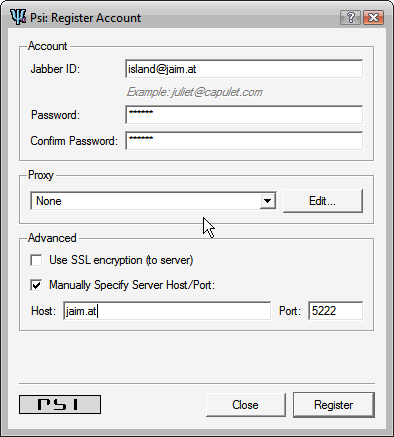 Psi: Register Account
Account
Jabber ID: island@jaim.at
Example: juliet@capulet.com
Password: ******
Confirm Password: ******
Proxy
None Edit...
Advanced
Use SSL encryption (to server)
Manually Specify Server Host/Port:
Host: jaim.at Port: 5222
PSI Close Register